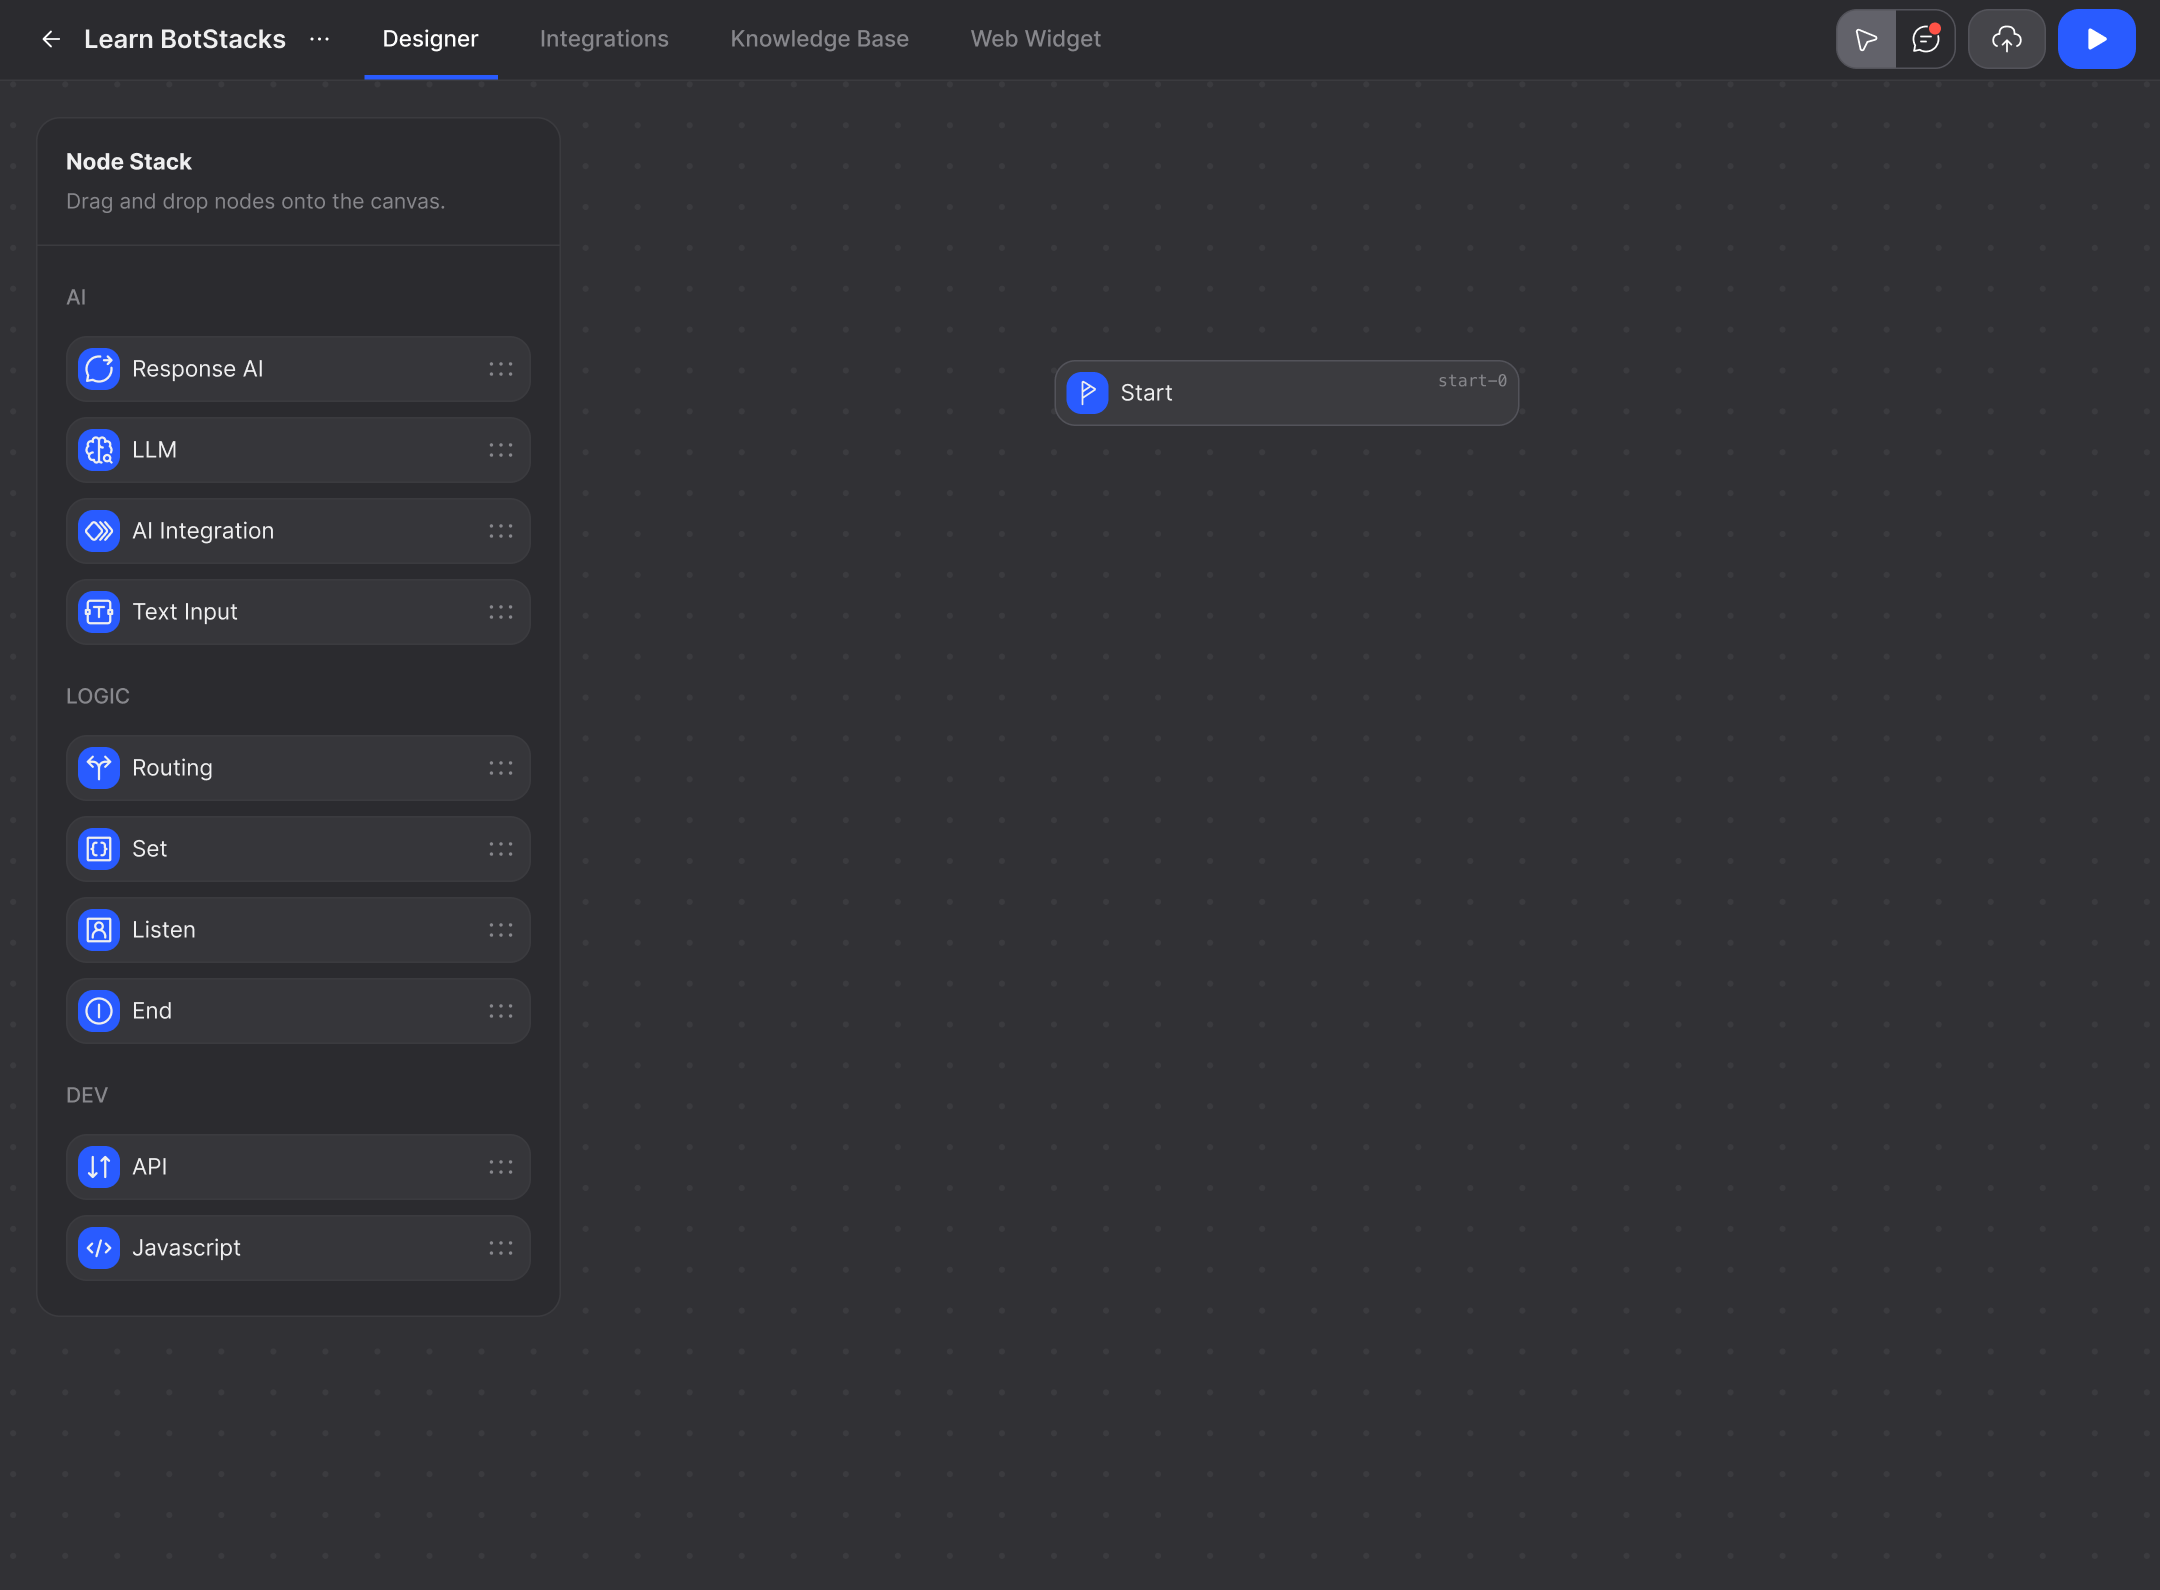 Learn BotStacks
Designer
Integrations
Knowledge Base
Web Widget
Node Stack
Drag and drop nodes onto the canvas.
AI
Response AI
LLM
AI Integration
Text Input
LOGIC
Routing
Set
Listen
End
DEV
API
Javascript
Start
start-0